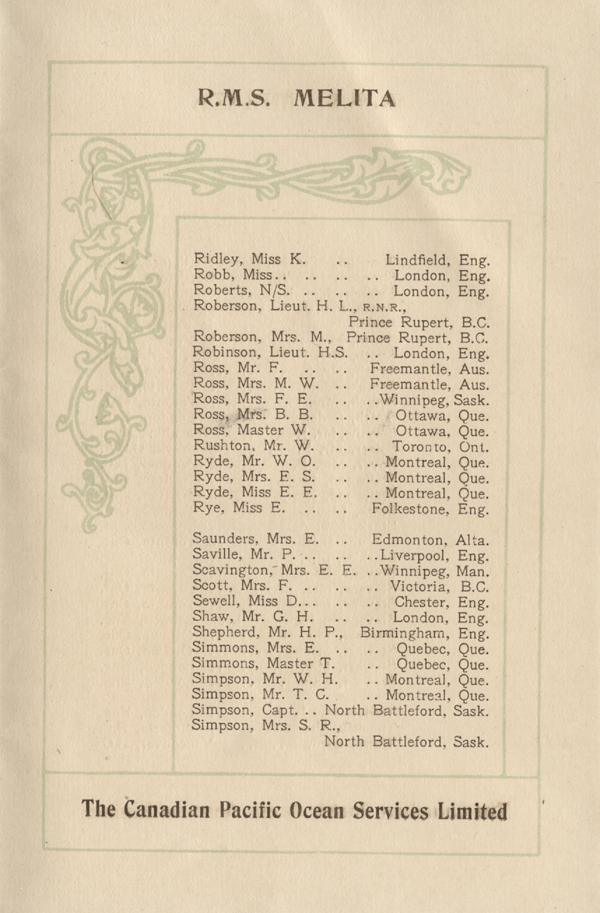 R.M.S. MELITA
Ridley, Miss K. .. Lindfield, Eng.
Robb, Miss.. .. .. .. London, Eng.
Roberts, N/S. .. .. .. London, Eng.
Roberson, Lieut. H. L., R.N.R.,
Prince Rupert, B.C.
Roberson, Mrs. M., Prince Rupert, B.C.
Robinson, Lieut. H.S. .. London, Eng.
Ross, Mr. F. .. .. Freemantle, Aus.
Ross, Mrs. M. W. .. Freemantle, Aus.
Ross, Mrs. F. E. .. ..Winnipeg, Sask.
Ross, Mrs. B. B. .. .. Ottawa, Que.
Ross, Master W. .. .. Ottawa, Que.
Rushton, Mr. W. .. .. Toronto, Ont.
Ryde, Mr. W. O. .. .. Montreal, Que.
Ryde, Mrs. E. S. .. .. Montreal, Que.
Ryde, Miss E. E. .. .. Montreal, Que.
Rye, Miss E. .. .. Folkestone, Eng.
Saunders, Mrs. E. .. Edmonton, Alta.
Saville, Mr. P. .. .. ..Liverpool, Eng.
Scavington, Mrs. E. E. ..Winnipeg, Man.
Scott, Mrs. F. .. .. .. Victoria, B.C.
Sewell, Miss D... .. .. Chester, Eng.
Shaw, Mr. G. H. .. .. London, Eng.
Shepherd, Mr. H. P., Birmingham, Eng.
Simmons, Mrs. E. .. .. Quebec, Que.
Simmons, Master T. .. Quebec, Que.
Simpson, Mr. W. H. .. Montreal, Que.
Simpson, Mr. T. C. .. Montreal, Que.
Simpson, Capt. .. North Battleford, Sask.
Simpson, Mrs. S. R.,
North Battleford, Sask.
The Canadian Pacific Ocean Services Limited